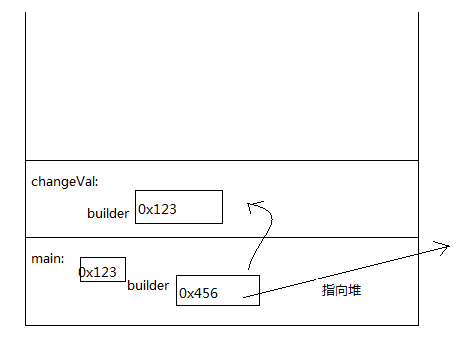 changeVal:
builder 0x123
main:
0x123
builder 0x456
指向堆